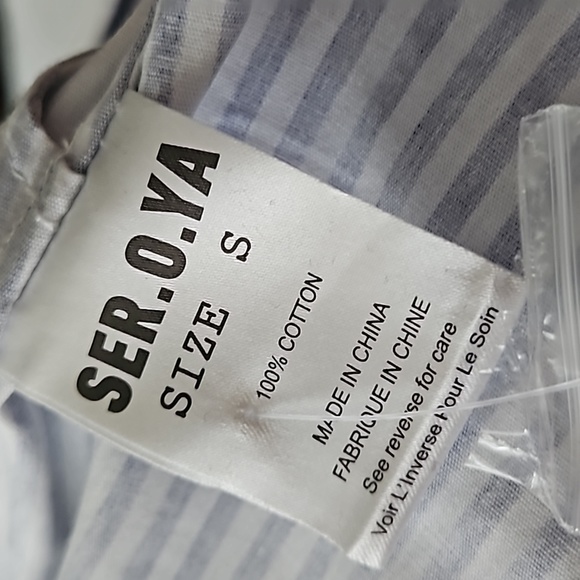 SER.O.YA
SIZE S
100% COTTON
MADE IN CHINA
FABRIQUE IN CHINE
See reverse for care
Voir L'Inverse Pour Le Soin